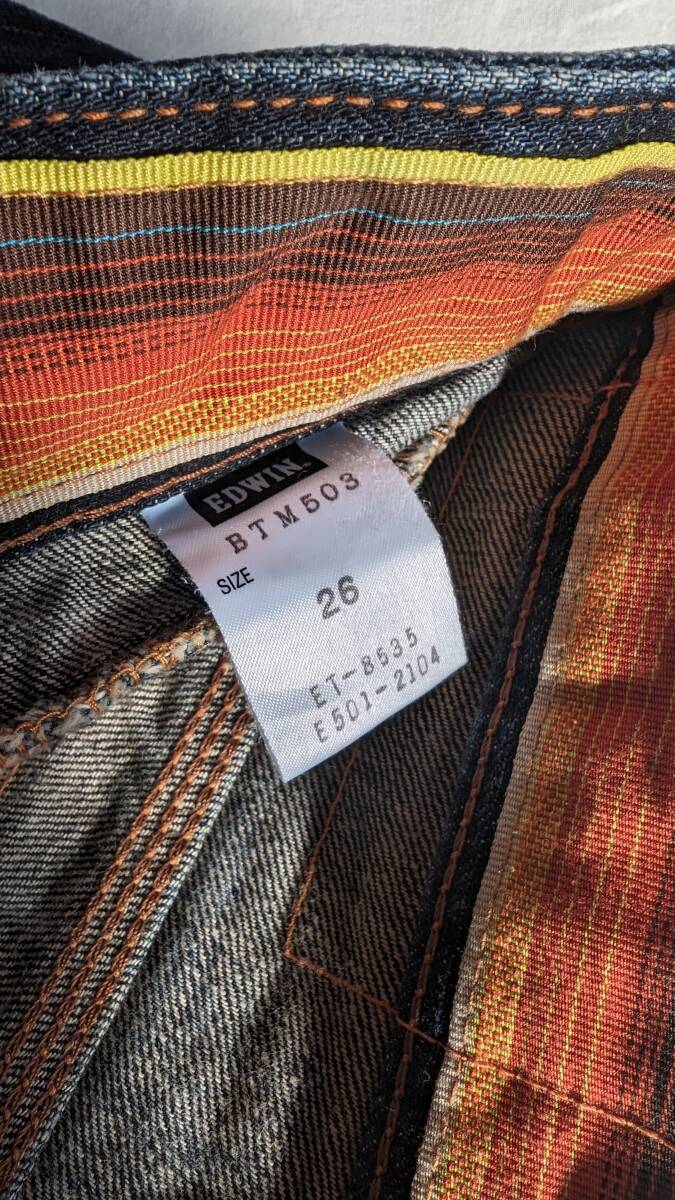 EDWIN
BTM503
SIZE
26
ET-8535
E501-2104